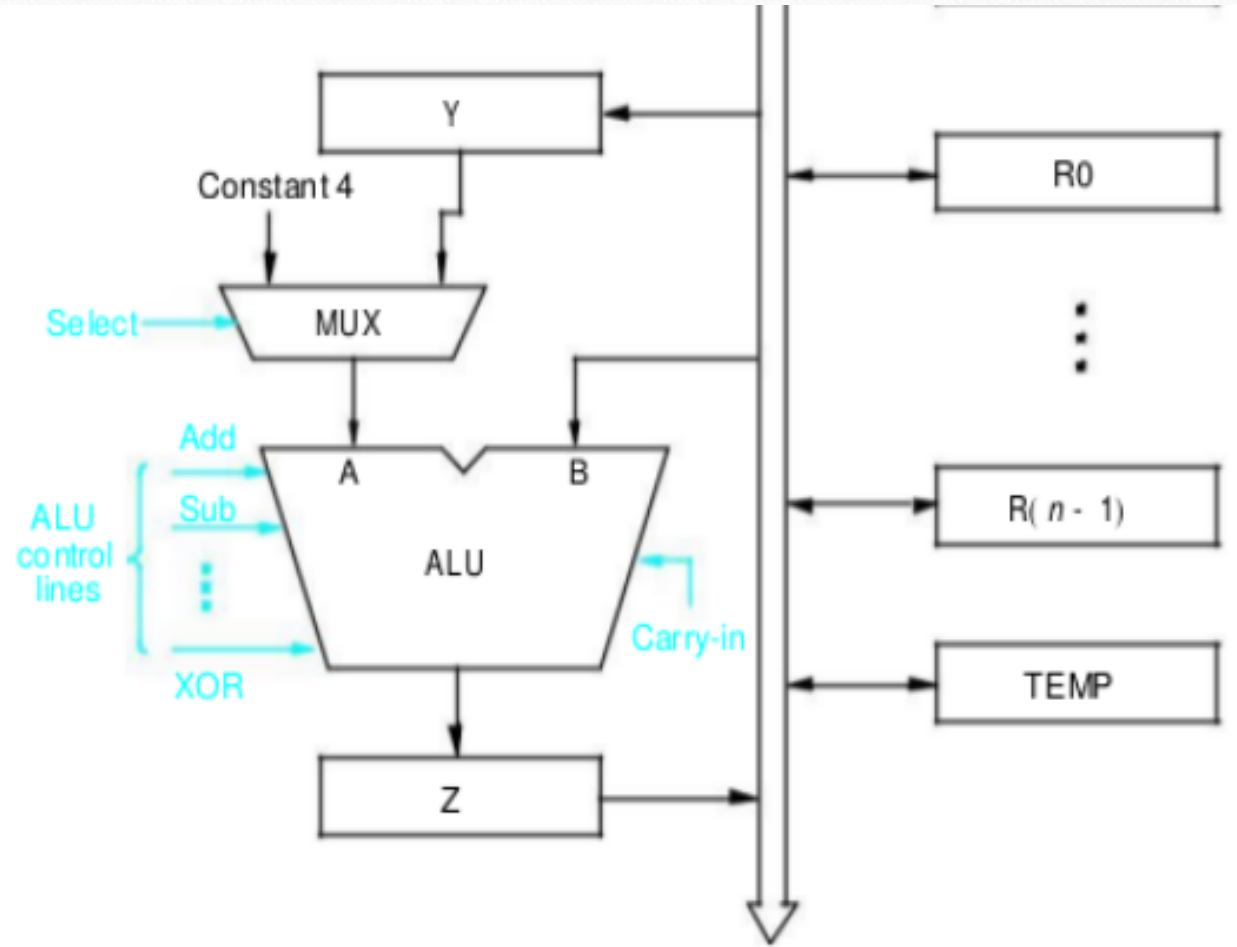 Y
Constant 4
R0
Select
MUX
Add
A
B
Sub
R( n - 1)
ALU
control
lines
ALU
Carry-in
XOR
TEMP
Z